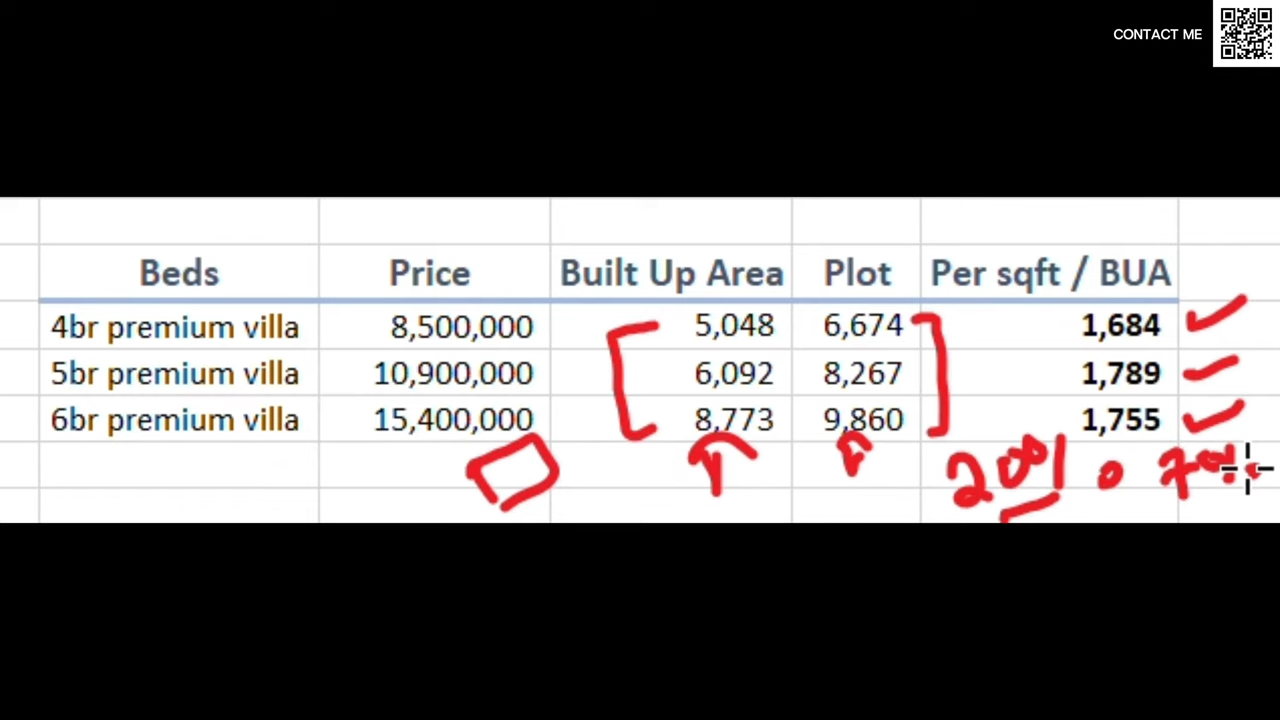 CONTACT ME
Beds Price Built Up Area Plot Per sqft / BUA
4br premium villa 8,500,000 5,048 6,674 1,684
5br premium villa 10,900,000 6,092 8,267 1,789
6br premium villa 15,400,000 8,773 9,860 1,755